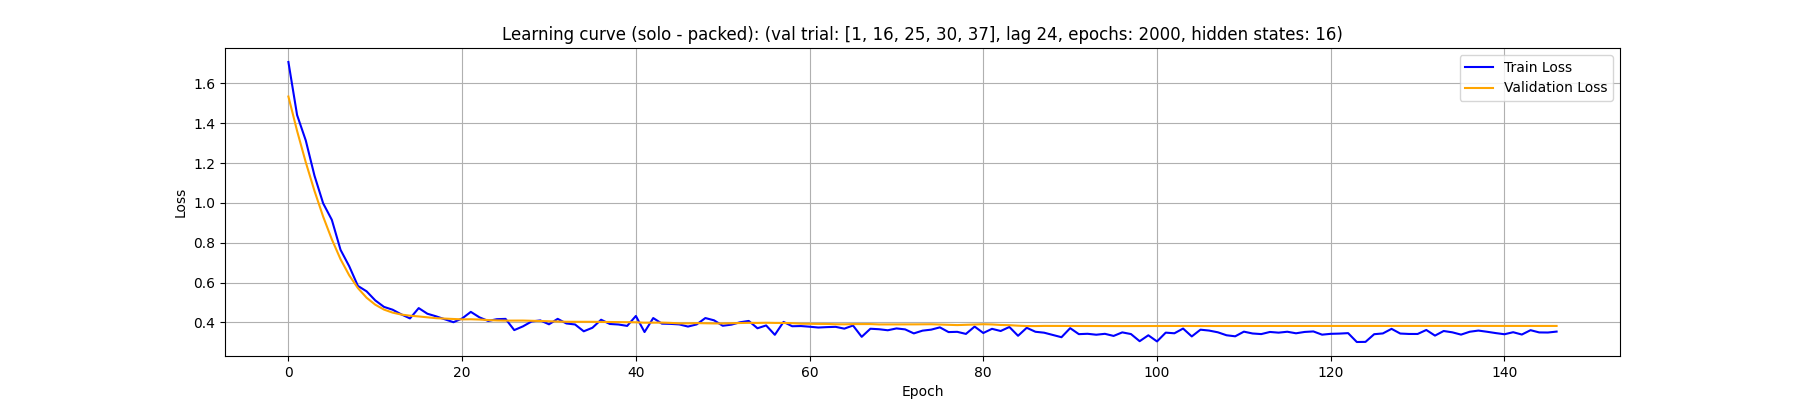 Learning curve (solo - packed): (val trial: [1, 16, 25, 30, 37], lag 24, epochs: 2000, hidden states: 16)
Train Loss
Validation Loss
Loss
1.6
1.4
1.2
1.0
0.8
0.6
0.4
0 20 40 60 80 100 120 140
Epoch